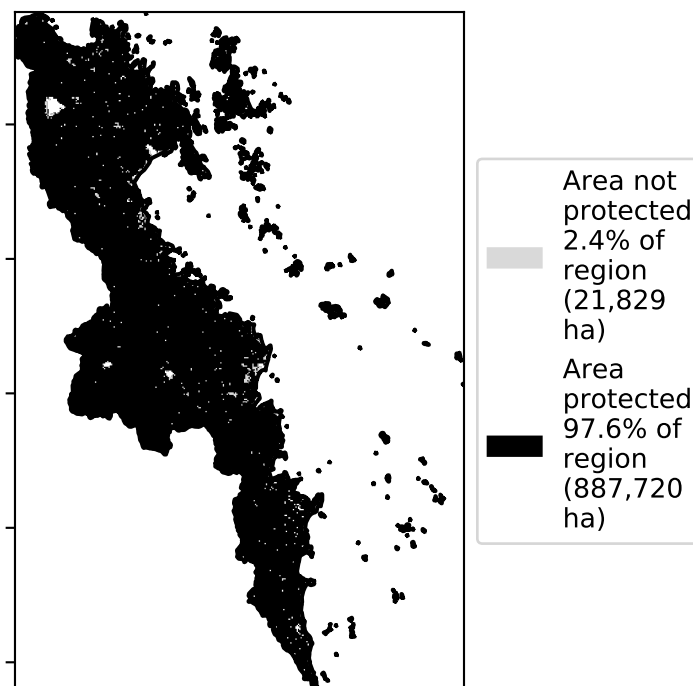 Area not
protected
2.4% of
region
(21,829
ha)
Area
protected
97.6% of
region
(887,720
ha)